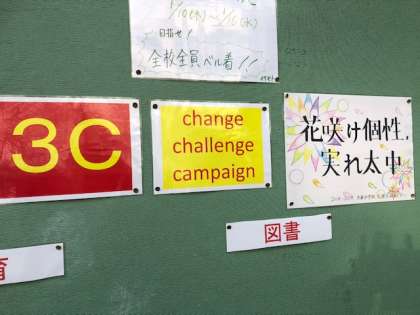 目指せ!
全校全員ベル着!!
3C
change
challenge
campaign
花咲け個性,
実れ太中
図書
育